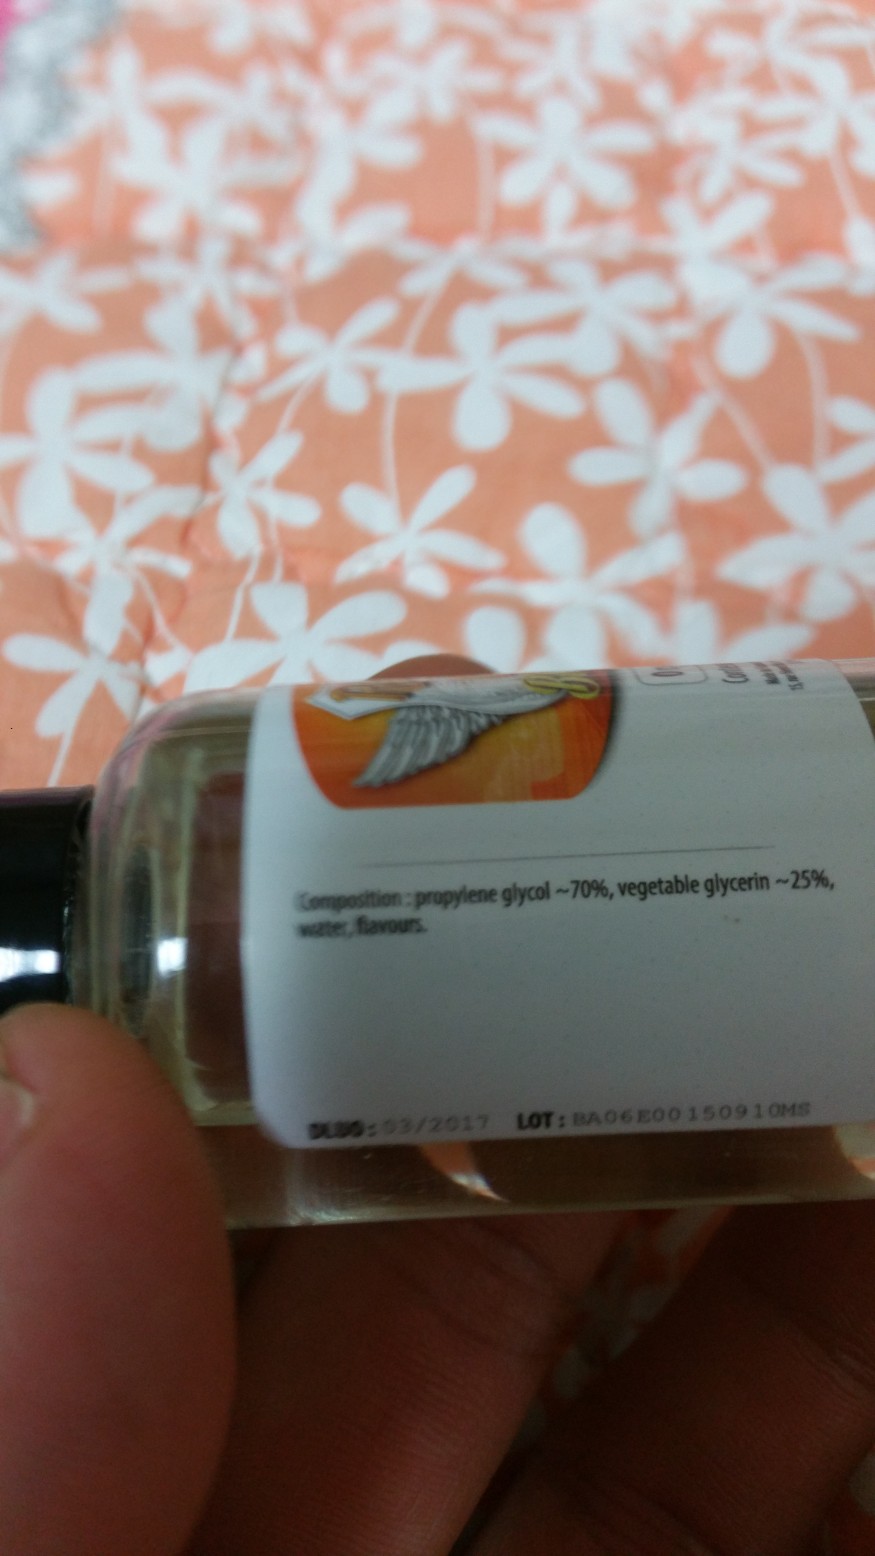 Composition : propylene glycol ~70%, vegetable glycerin ~25%,
water, flavours.
DLUO: 03/2017 LOT: BA06E00150910MS